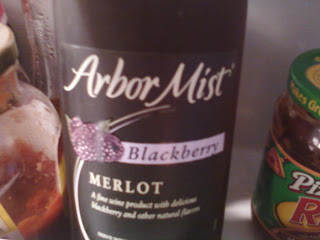 Arbor Mist
Blackberry
MERLOT
A fine wine product with delicious
blackberry and other natural flavors